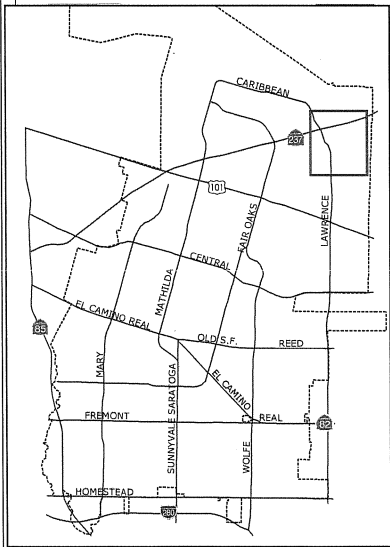 CARIBBEAN
237
101
FAIR OAKS
LAWRENCE
CENTRAL
MATHILDA
EL CAMINO REAL
85
OLD S.F.
REED
MARY
SUNNYVALE SARATOGA
EL CAMINO
REAL
FREMONT
82
WOLFE
HOMESTEAD
280